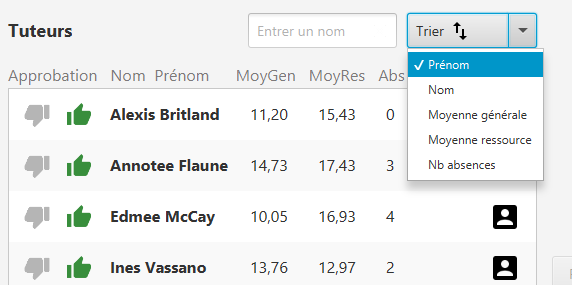 Tuteurs
Entrer un nom
Trier
✓ Prénom
Nom
Moyenne générale
Moyenne ressource
Nb absences
Approbation Nom Prénom MoyGen MoyRes Abs
Alexis Britland 11,20 15,43 0
Annotee Flaune 14,73 17,43 3
Edmee McCay 10,05 16,93 4
Ines Vassano 13,76 12,97 2